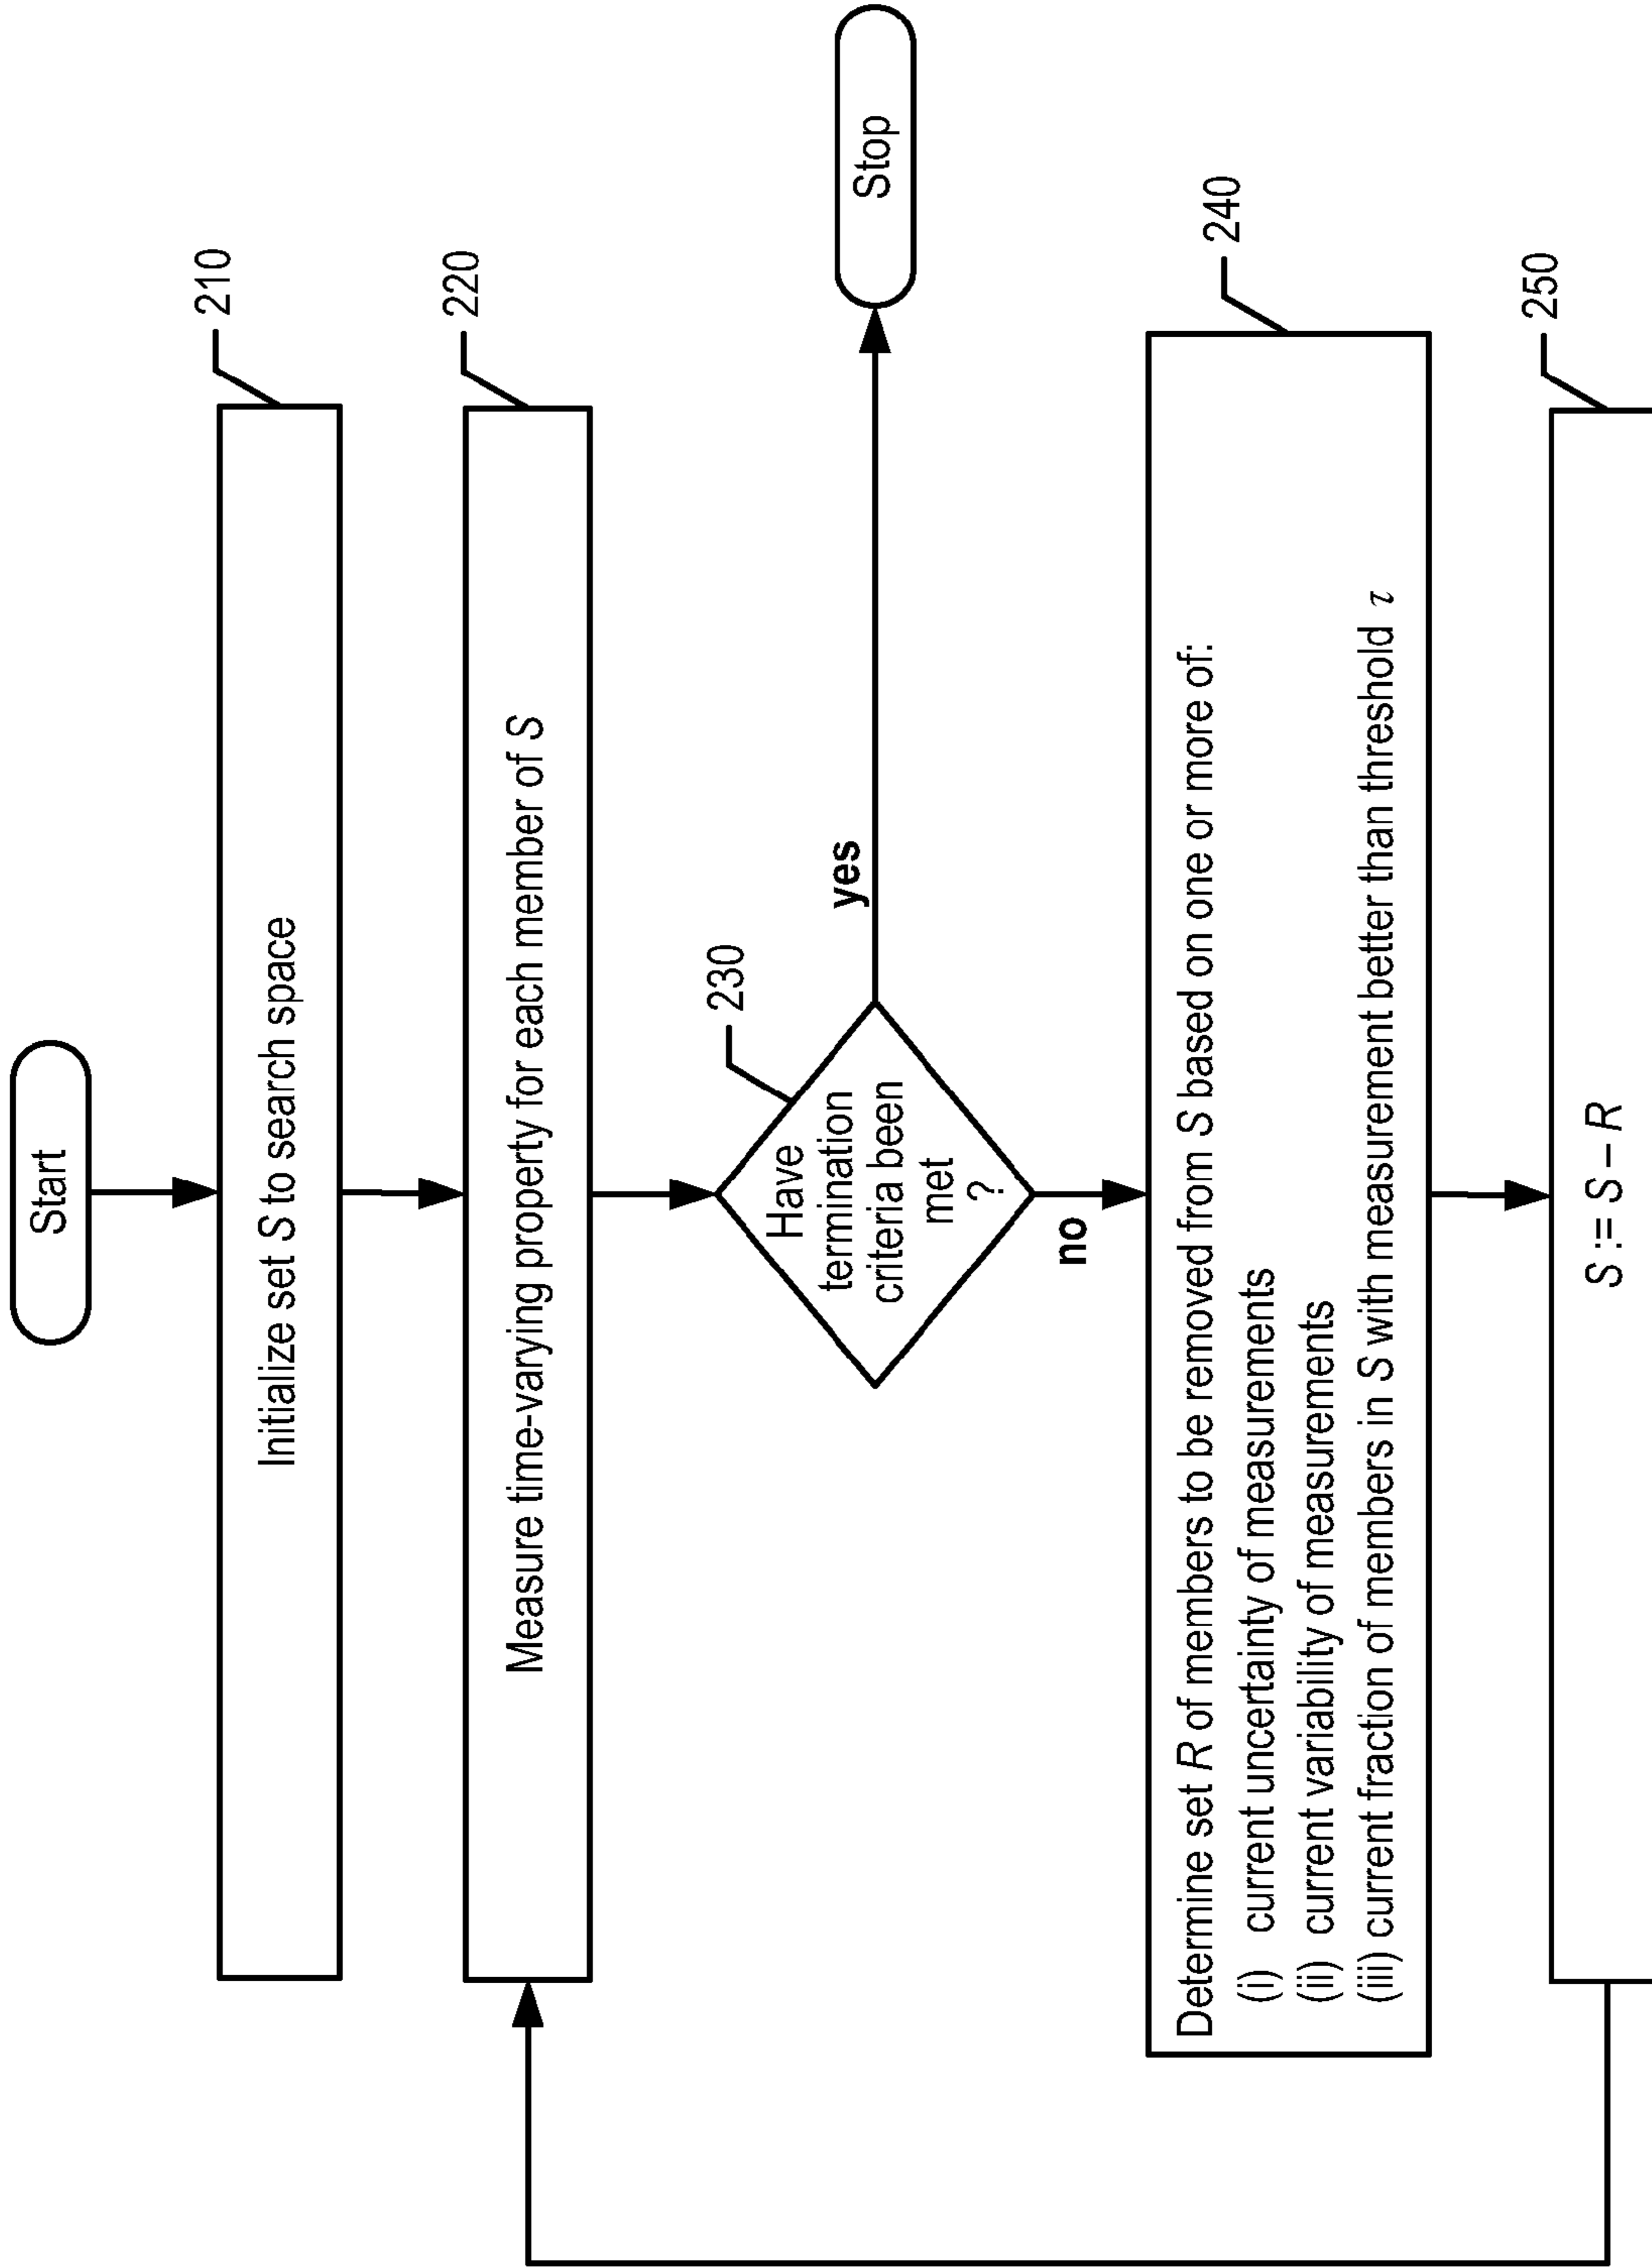 Start
210
Initialize set S to search space
220
Measure time-varying property for each member of S
230
Have
termination
criteria been
met
?
yes
Stop
no
240
Determine set R of members to be removed from S based on one or more of:
(i) current uncertainty of measurements
(ii) current variability of measurements
(iii) current fraction of members in S with measurement better than threshold τ
250
S := S – R